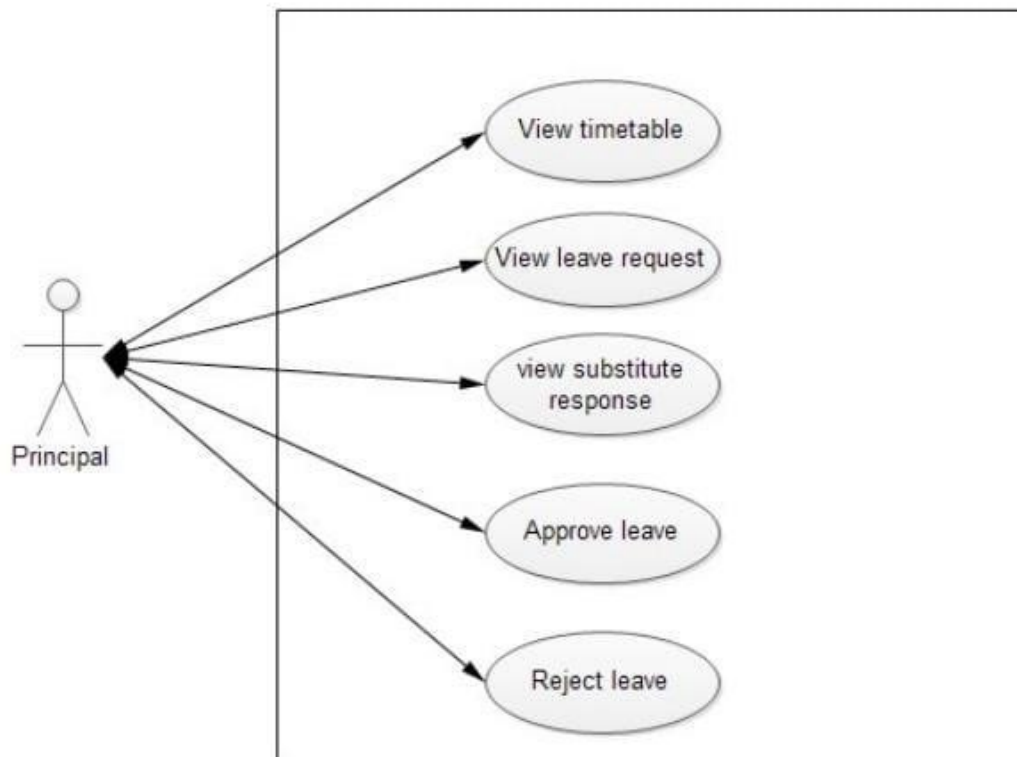 View timetable
View leave request
view substitute
response
Principal
Approve leave
Reject leave